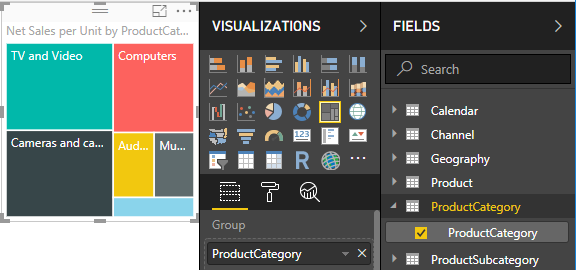 Net Sales per Unit by ProductCat...
TV and Video
Computers
Cameras and ca...
Aud...
Mu...
VISUALIZATIONS
123
R
Group
ProductCategory
FIELDS
Search
Calendar
Channel
Geography
Product
ProductCategory
ProductCategory
ProductSubcategory